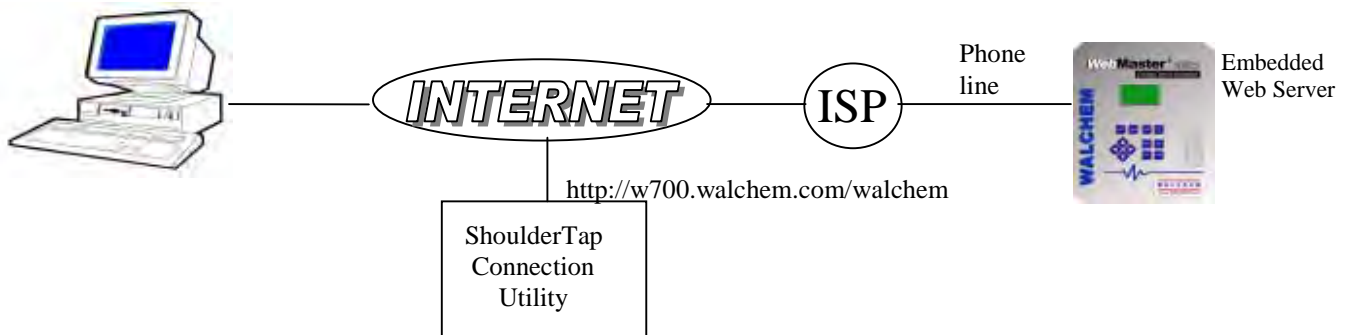 INTERNET
ISP
Phone
line
WebMaster
WALCHEM
Embedded
Web Server
http://w700.walchem.com/walchem
ShoulderTap
Connection
Utility